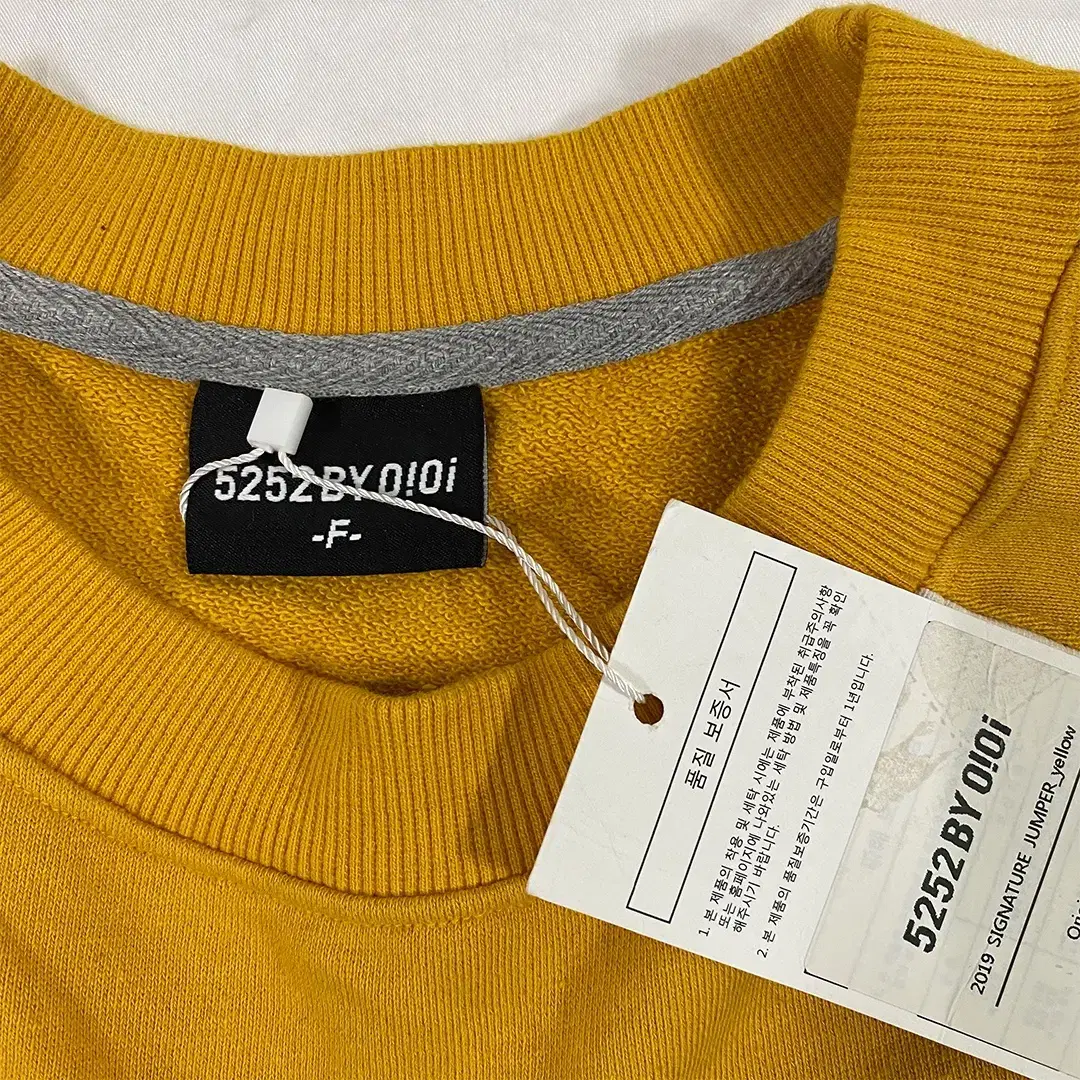 5252 BY O!Oi
-F-
품질 보증서
1. 본 제품의 착용 및 세탁 시에는 제품에 부착된 취급주의사항
또는 홈페이지에 나와있는 세탁 방법 및 제품특징을 꼭 확인
해주시기 바랍니다.
2. 본 제품의 품질보증기간은 구입일로부터 1년입니다.
5252 BY O!Oi
2019 SIGNATURE JUMPER_yellow